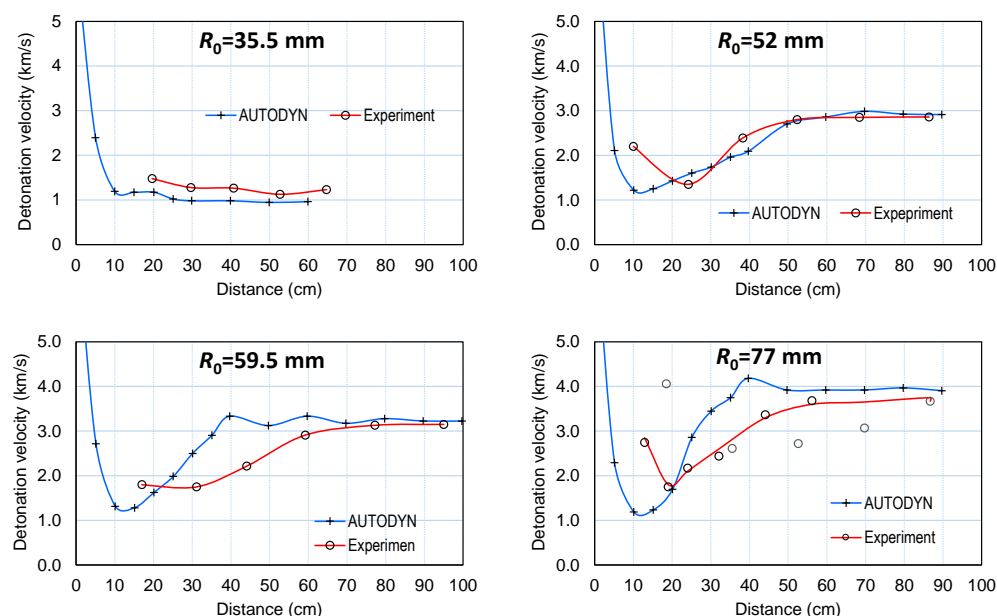 R0=35.5 mm
Detonation velocity (km/s)
5
4
3
2
1
0
AUTODYN
Experiment
0 10 20 30 40 50 60 70 80 90 100
Distance (cm)
R0=52 mm
Detonation velocity (km/s)
5
4.0
3.0
2.0
1.0
0.0
AUTODYN
Expepriment
0 10 20 30 40 50 60 70 80 90 100
Distance (cm)
R0=59.5 mm
Detonation velocity (km/s)
5.0
4.0
3.0
2.0
1.0
0.0
AUTODYN
Experimen
0 10 20 30 40 50 60 70 80 90 100
Distance (cm)
R0=77 mm
Detonation velocity (km/s)
5.0
4.0
3.0
2.0
1.0
0.0
AUTODYN
Experiment
0 10 20 30 40 50 60 70 80 90 100
Distance (cm)